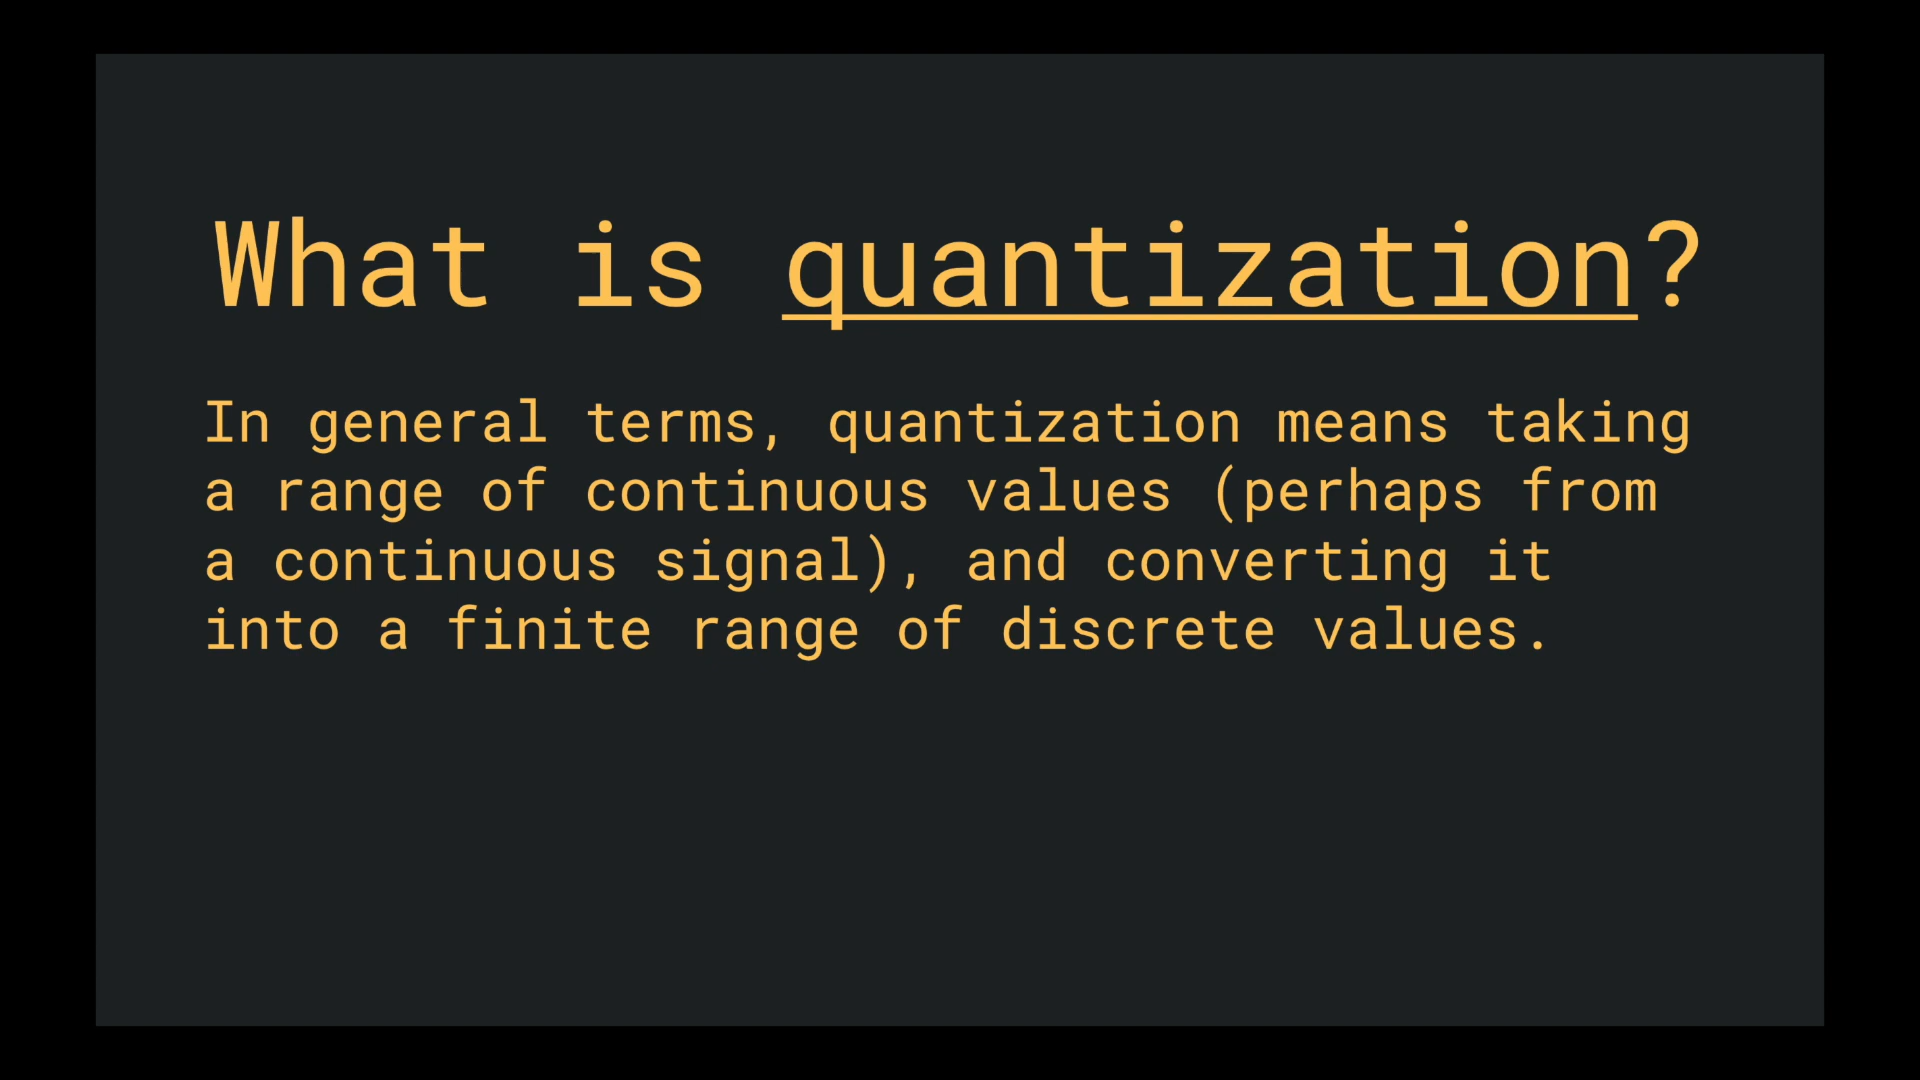 What is quantization?
In general terms, quantization means taking
a range of continuous values (perhaps from
a continuous signal), and converting it
into a finite range of discrete values.